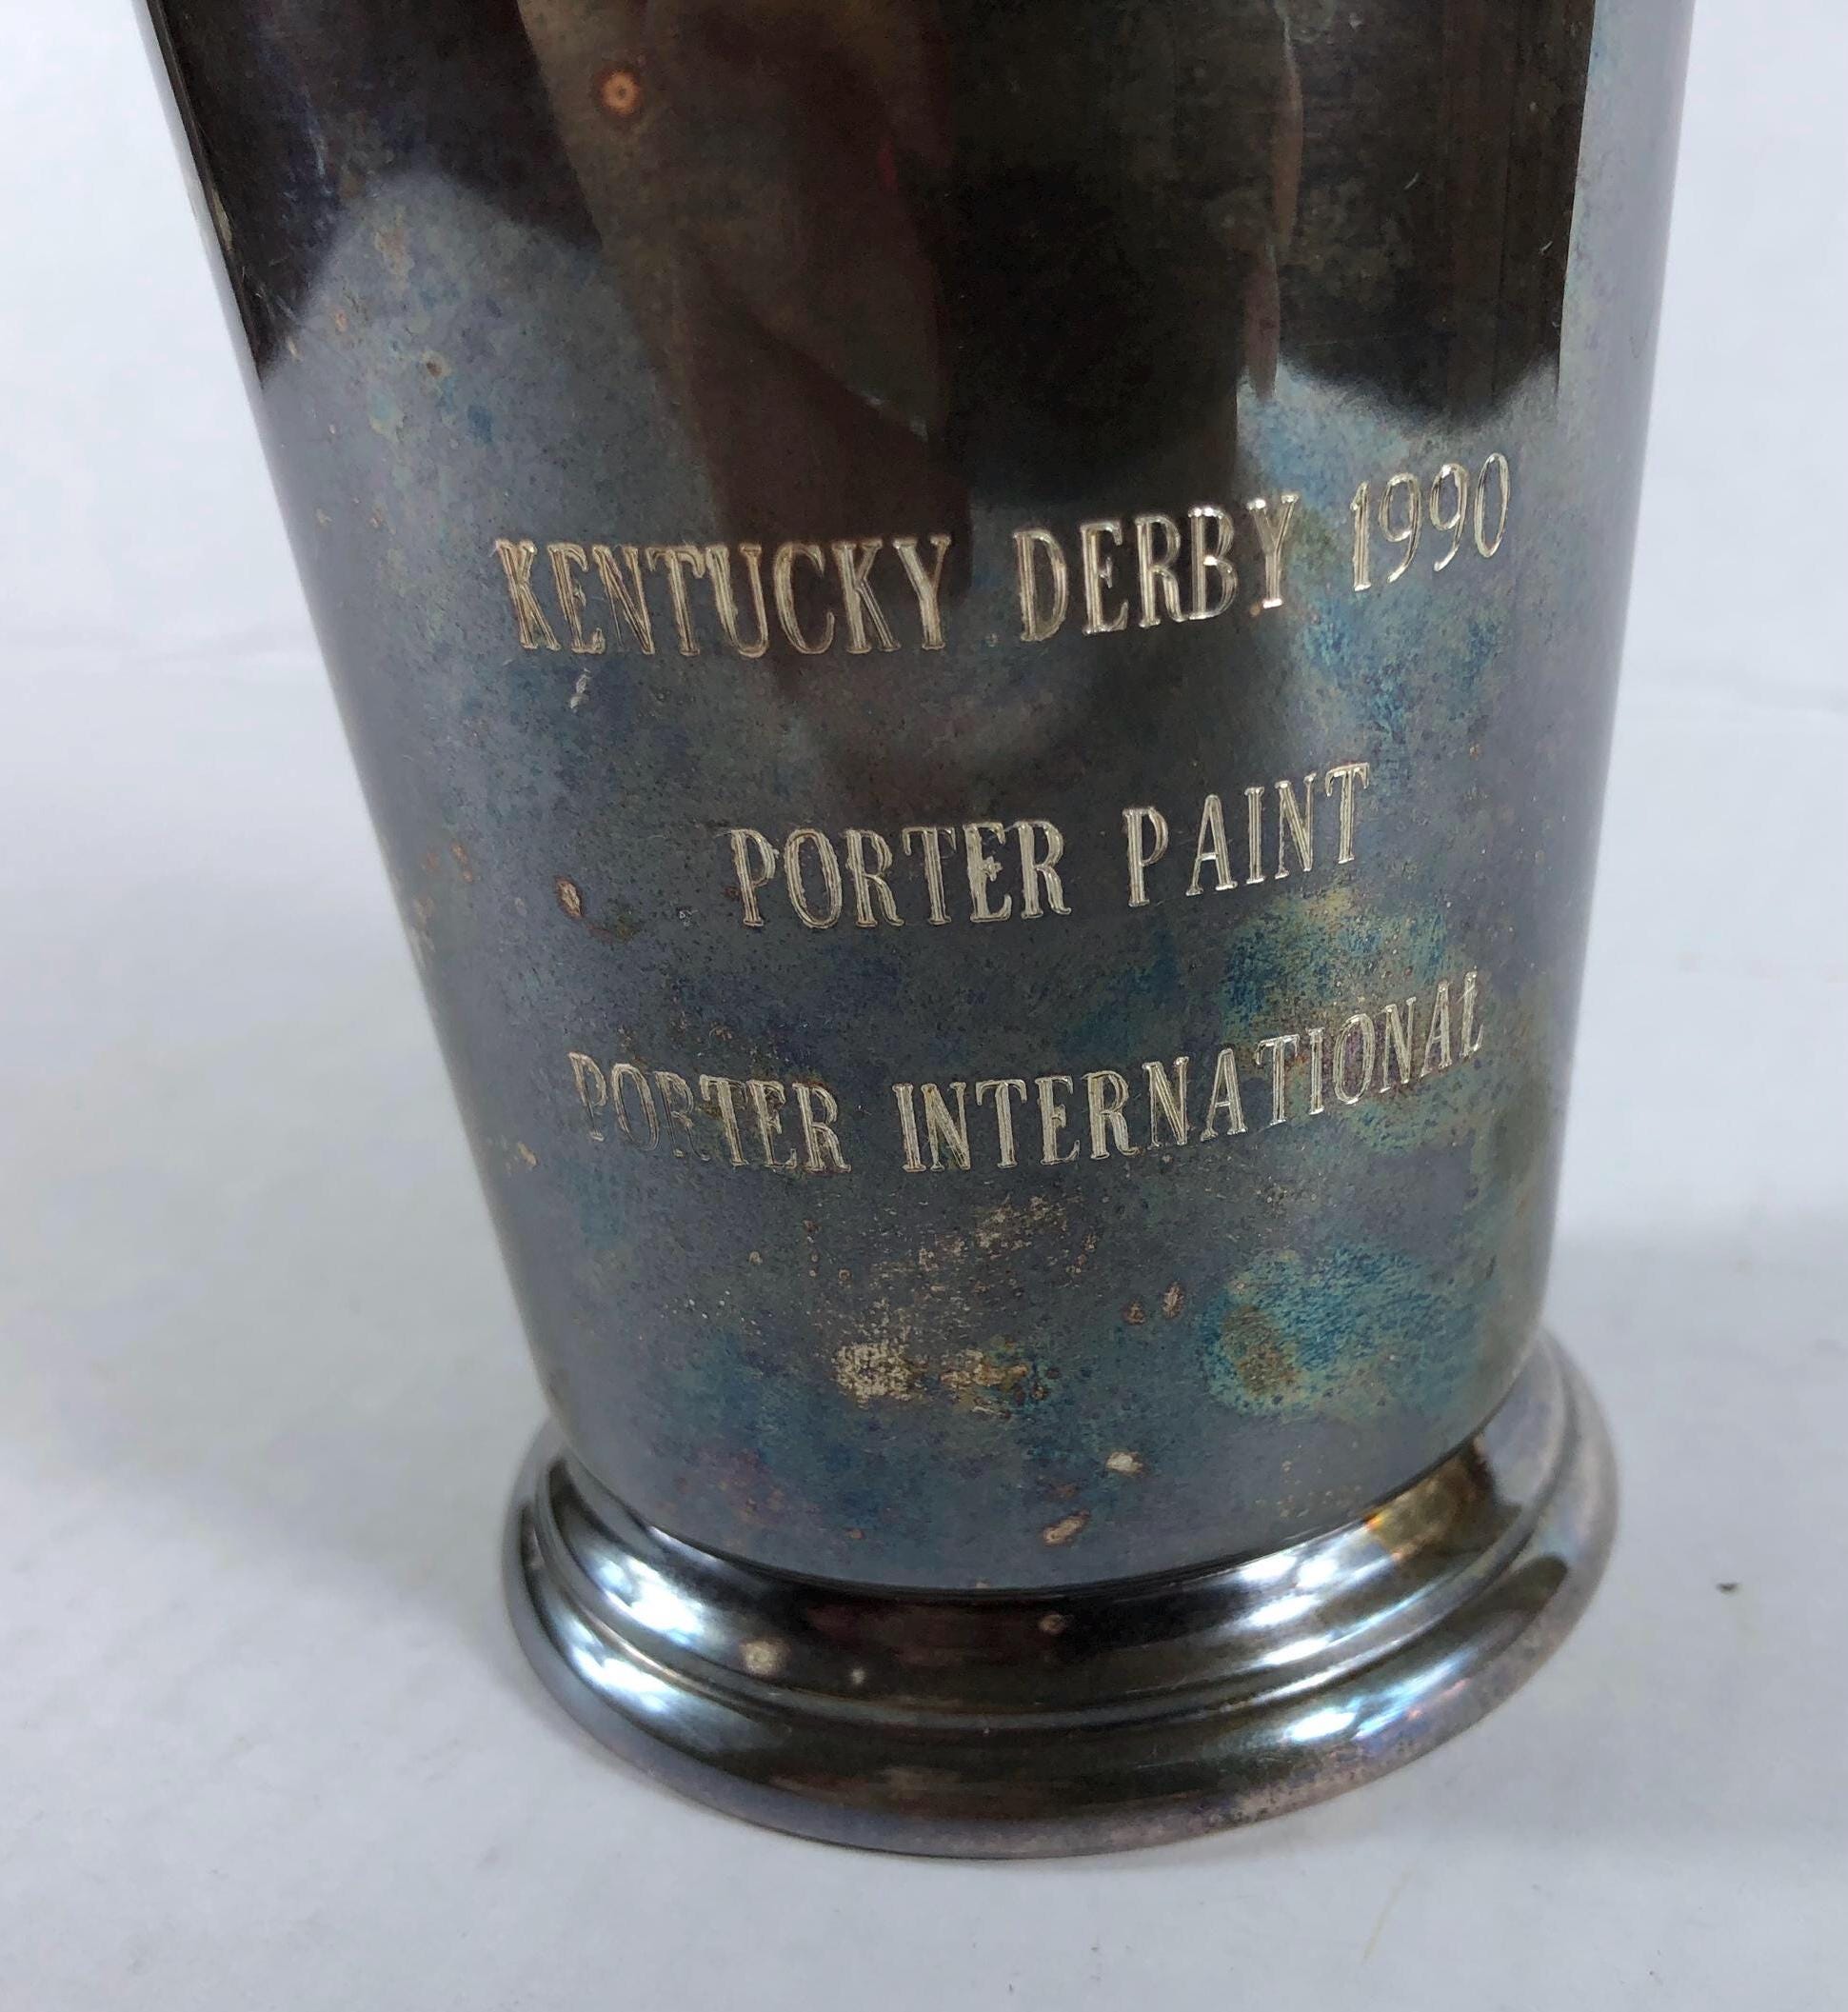 KENTUCKY DERBY 1990
PORTER PAINT
PORTER INTERNATIONAL